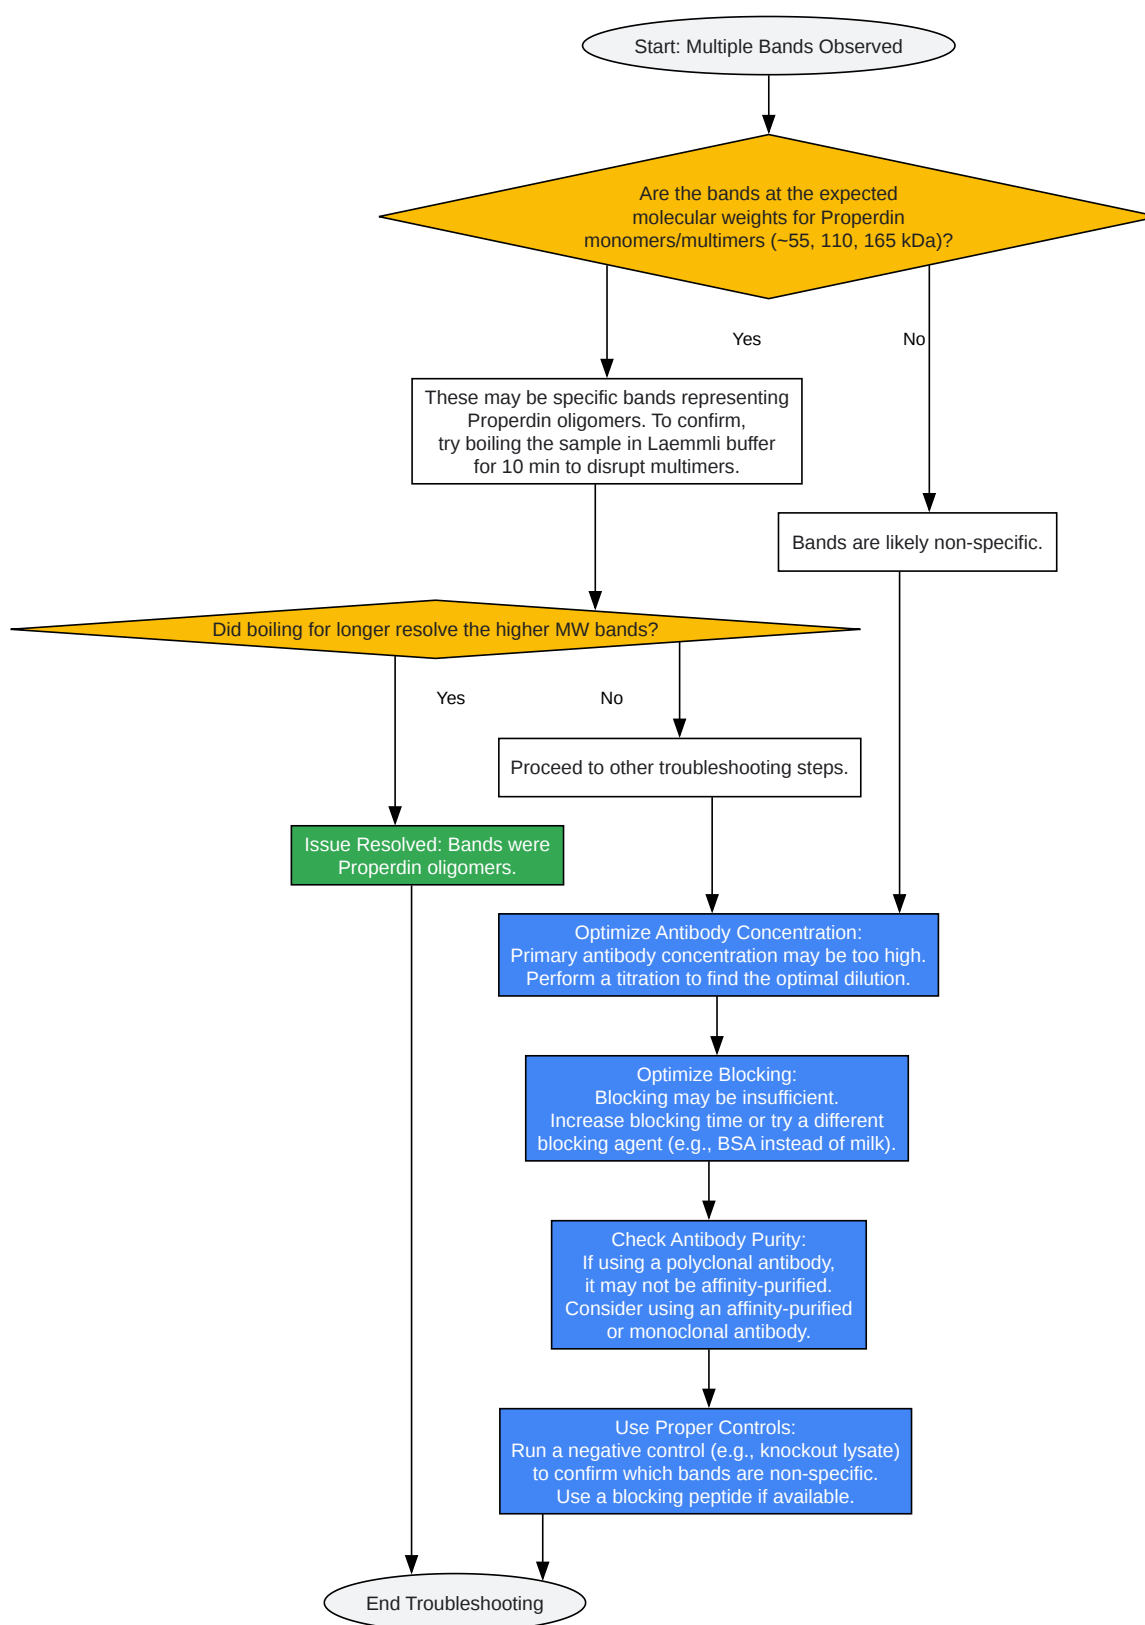 Start: Multiple Bands Observed
Are the bands at the expected
molecular weights for Properdin
monomers/multimers (~55, 110, 165 kDa)?
Yes
No
These may be specific bands representing
Properdin oligomers. To confirm,
try boiling the sample in Laemmli buffer
for 10 min to disrupt multimers.
Bands are likely non-specific.
Did boiling for longer resolve the higher MW bands?
Yes
No
Proceed to other troubleshooting steps.
Issue Resolved: Bands were
Properdin oligomers.
Optimize Antibody Concentration:
Primary antibody concentration may be too high.
Perform a titration to find the optimal dilution.
Optimize Blocking:
Blocking may be insufficient.
Increase blocking time or try a different
blocking agent (e.g., BSA instead of milk).
Check Antibody Purity:
If using a polyclonal antibody,
it may not be affinity-purified.
Consider using an affinity-purified
or monoclonal antibody.
Use Proper Controls:
Run a negative control (e.g., knockout lysate)
to confirm which bands are non-specific.
Use a blocking peptide if available.
End Troubleshooting